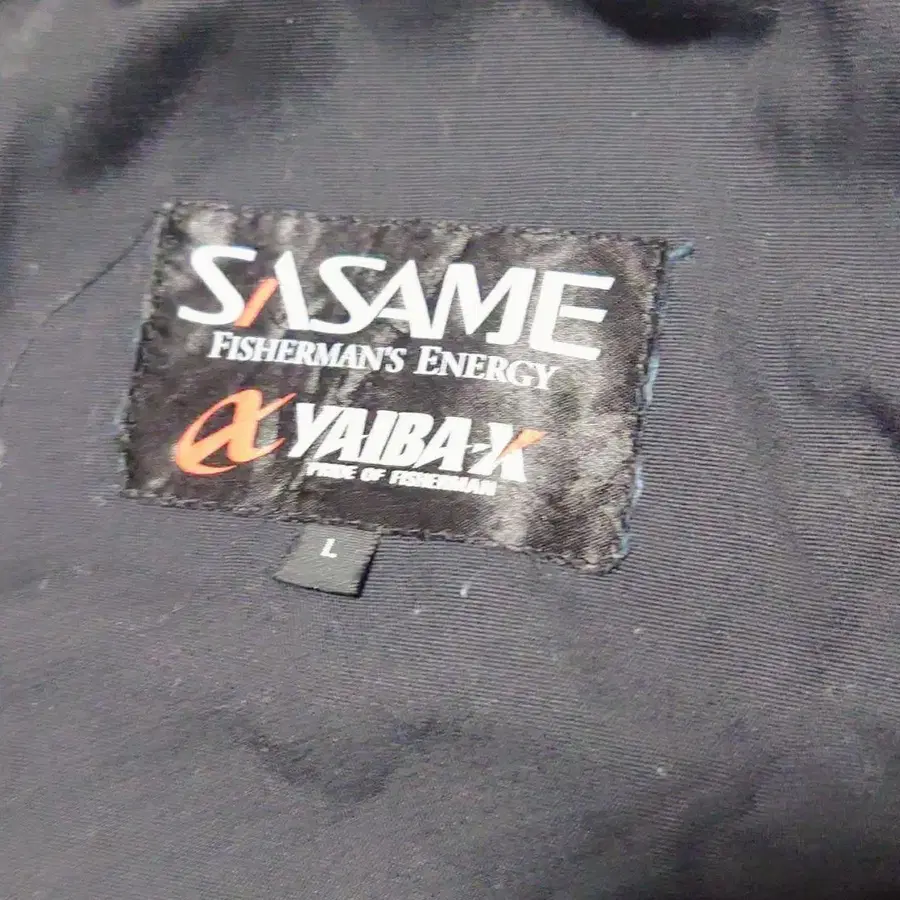 SASAME
FISHERMAN'S ENERGY
YAIBA-X
PRIDE OF FISHERMAN
L